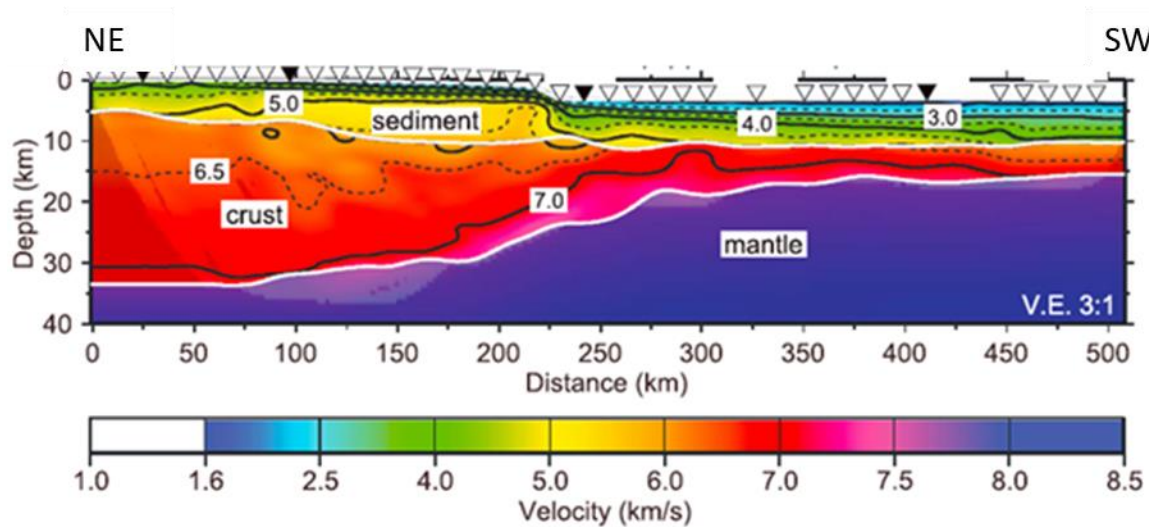 NE SW
0
10
20
30
40
Depth (km)
5.0 sediment 4.0 3.0
6.5 crust 7.0 mantle
V.E. 3:1
0 50 100 150 200 250 300 350 400 450 500
Distance (km)
1.0 1.6 2.5 4.0 5.0 6.0 7.0 7.5 8.0 8.5
Velocity (km/s)